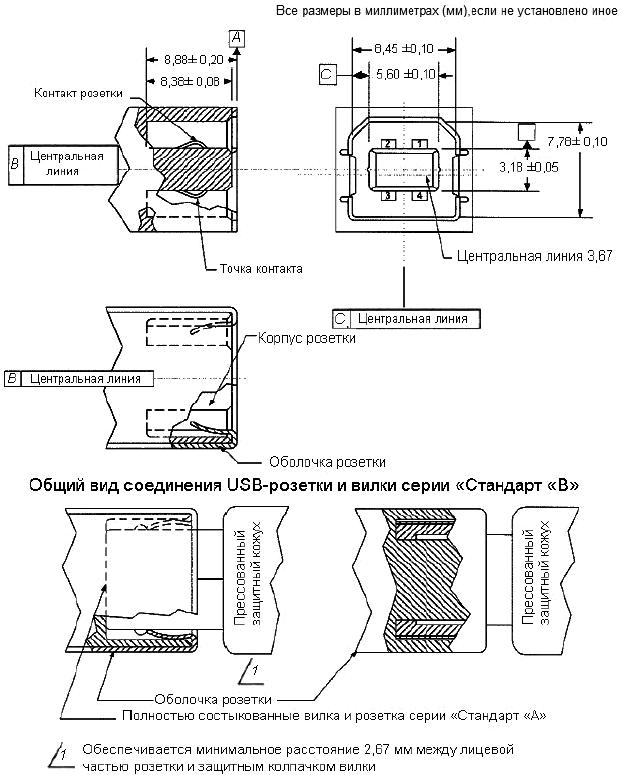 Все размеры в миллиметрах (мм),если не установлено иное
A
8,88± 0,20
8,38± 0,08
Контакт розетки
B Центральная линия
Точка контакта
8,45 ±0,10
C
5,60 ±0,10
2 1
3 4
7,78± 0,10
3,18 ±0,05
Центральная линия 3,67
C Центральная линия
Корпус розетки
B Центральная линия
Оболочка розетки
Общий вид соединения USB-розетки и вилки серии «Стандарт «B»
Прессованный
защитный кожух
Прессованный
защитный кожух
1
Оболочка розетки
Полностью состыкованные вилка и розетка серии «Стандарт «А»
1 Обеспечивается минимальное расстояние 2,67 мм между лицевой
частью розетки и защитным колпачком вилки